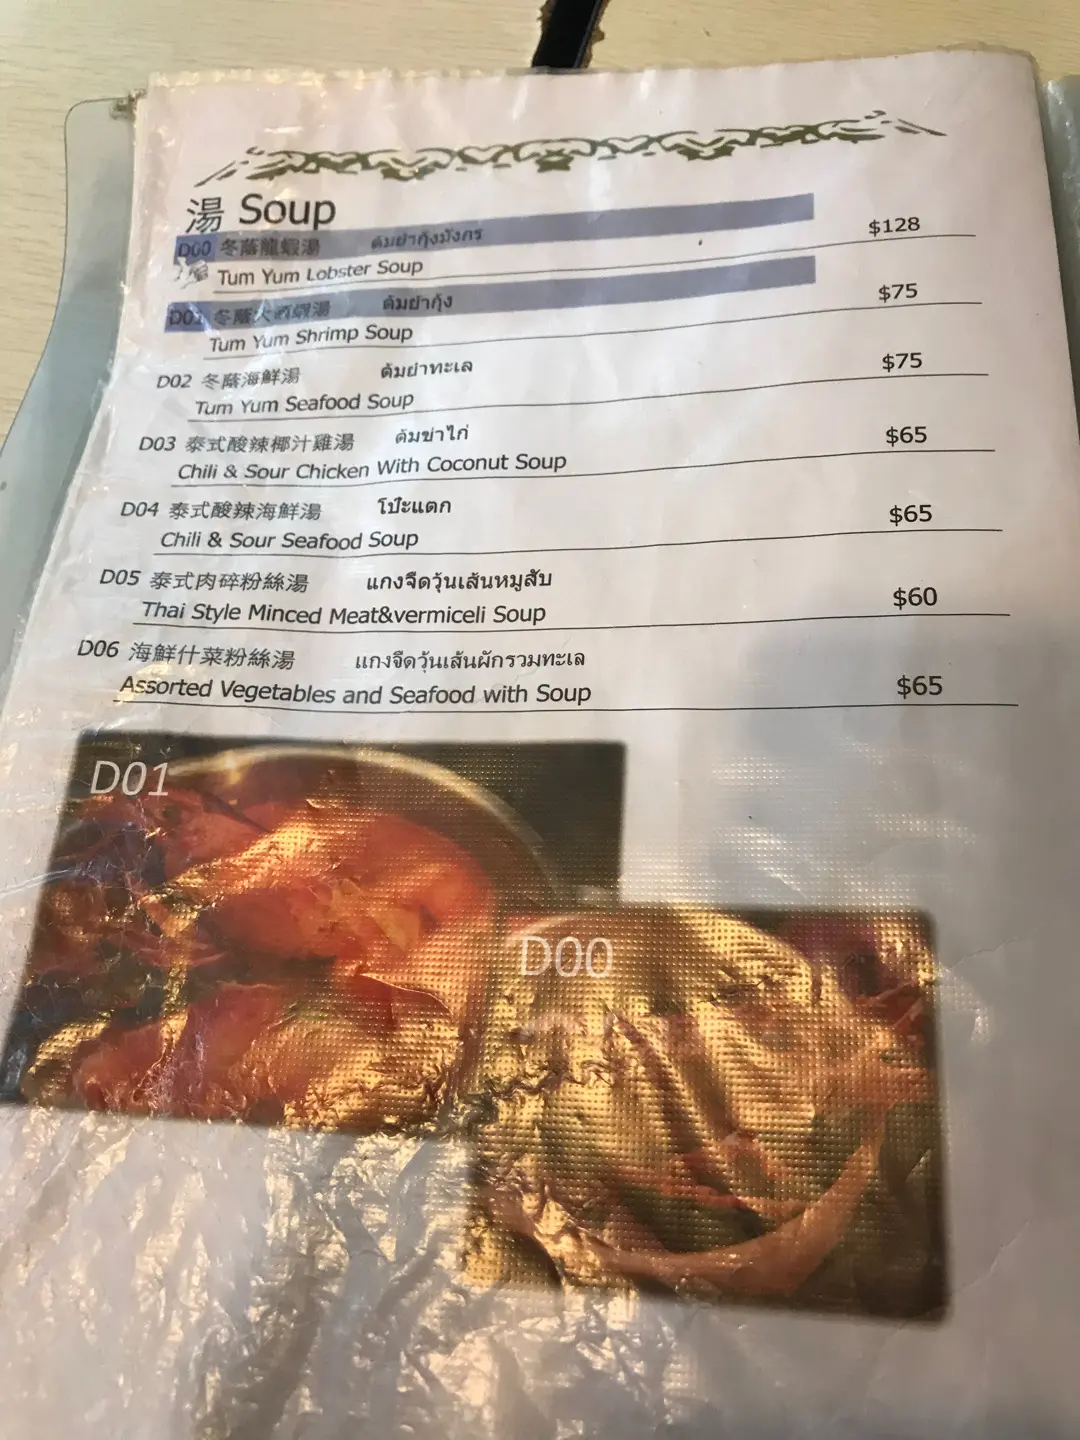 湯 Soup
D00 冬蔭龍蝦湯 ต้มยำกุ้งมังกร $128
Tum Yum Lobster Soup
D01 冬蔭大頭蝦湯 ต้มยำกุ้ง $75
Tum Yum Shrimp Soup
D02 冬蔭海鮮湯 ต้มยำทะเล $75
Tum Yum Seafood Soup
D03 泰式酸辣椰汁雞湯 ต้มข่าไก่ $65
Chili & Sour Chicken With Coconut Soup
D04 泰式酸辣海鮮湯 โป๊ะแตก $65
Chili & Sour Seafood Soup
D05 泰式肉碎粉絲湯 แกงจืดวุ้นเส้นหมูสับ $60
Thai Style Minced Meat&vermiceli Soup
D06 海鮮什菜粉絲湯 แกงจืดวุ้นเส้นผักรวมทะเล $65
Assorted Vegetables and Seafood with Soup
D01
D00